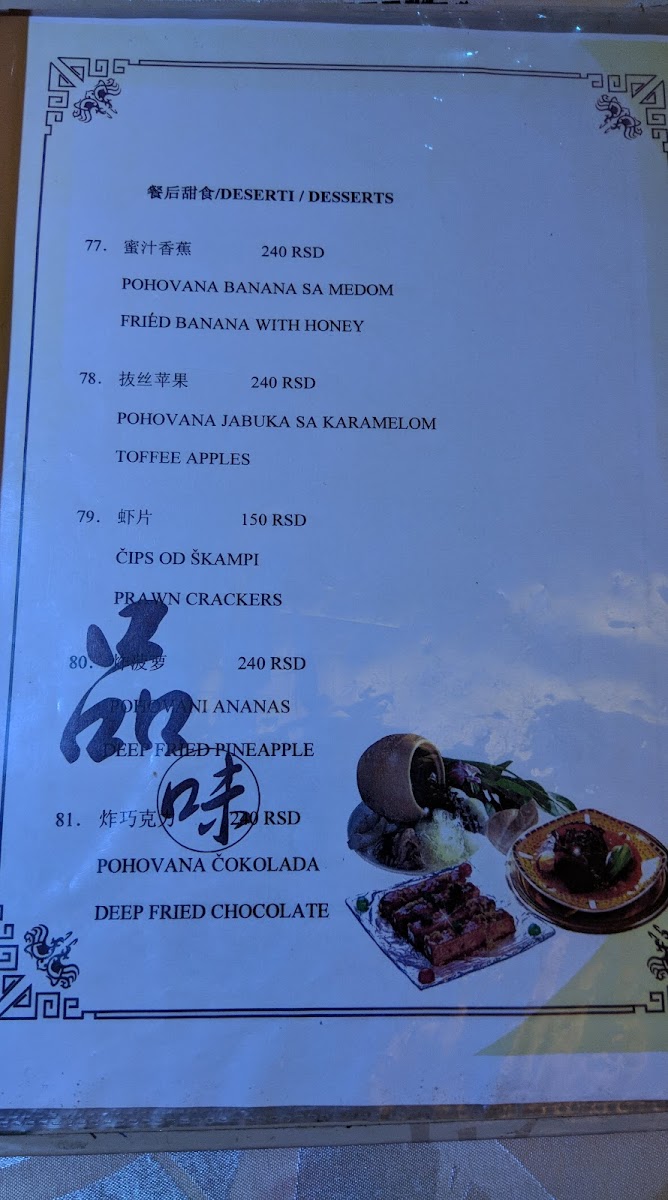 餐后甜食/DESERTI / DESSERTS
77. 蜜汁香蕉 240 RSD
POHOVANA BANANA SA MEDOM
FRIÉD BANANA WITH HONEY
78. 拔丝苹果 240 RSD
POHOVANA JABUKA SA KARAMELOM
TOFFEE APPLES
79. 虾片 150 RSD
ČIPS OD ŠKAMPI
PRAWN CRACKERS
80. 炸菠萝 240 RSD
POHOVANI ANANAS
DEEP FRIED PINEAPPLE
81. 炸巧克力 240 RSD
POHOVANA ČOKOLADA
DEEP FRIED CHOCOLATE
品味